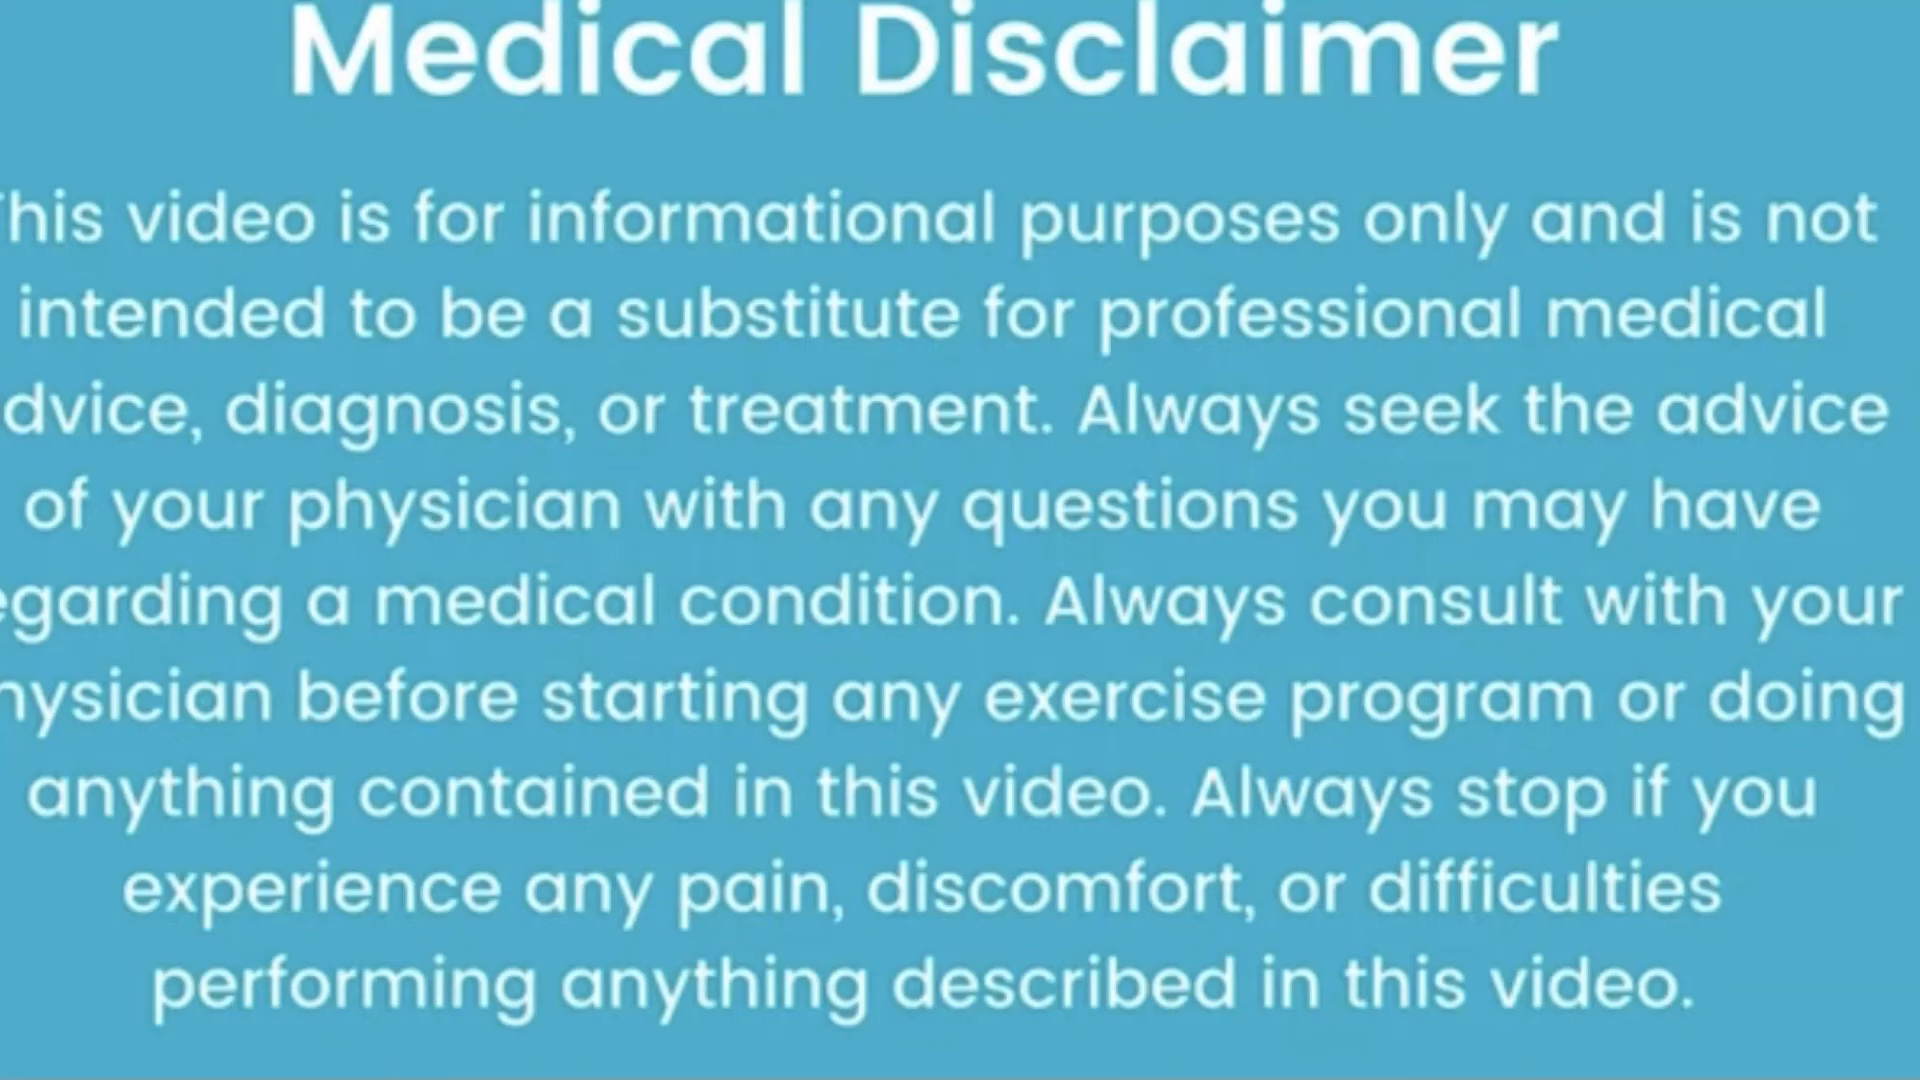 Medical Disclaimer
his video is for informational purposes only and is not
intended to be a substitute for professional medical
dvice, diagnosis, or treatment. Always seek the advice
of your physician with any questions you may have
egarding a medical condition. Always consult with your
hysician before starting any exercise program or doing
anything contained in this video. Always stop if you
experience any pain, discomfort, or difficulties
performing anything described in this video.